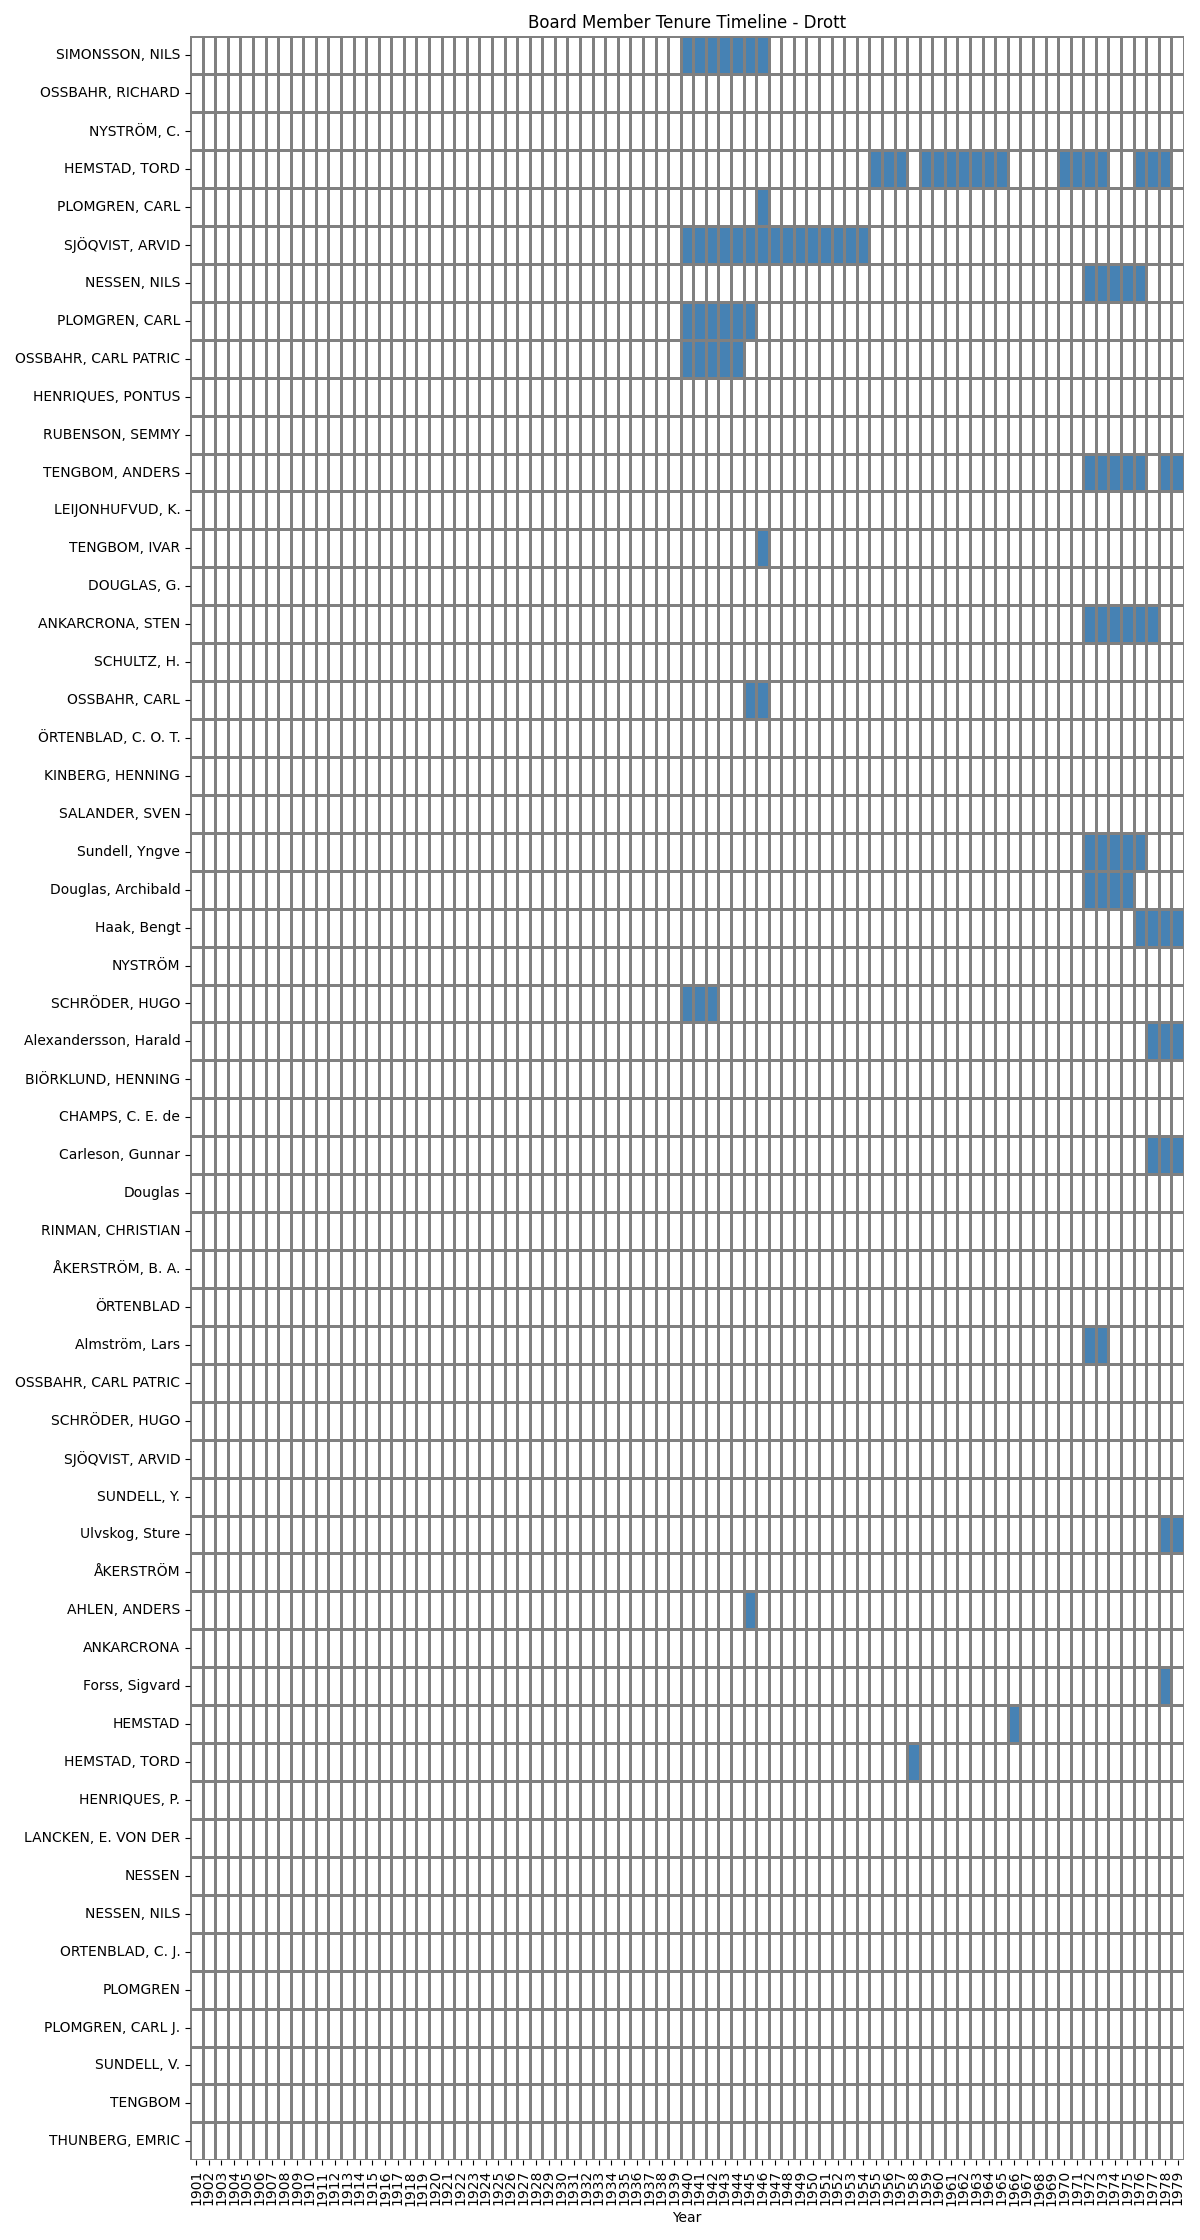 Board Member Tenure Timeline - Drott
SIMONSSON, NILS
OSSBAHR, RICHARD
NYSTRÖM, C.
HEMSTAD, TORD
PLOMGREN, CARL
SJÖQVIST, ARVID
NESSEN, NILS
PLOMGREN, CARL
OSSBAHR, CARL PATRIC
HENRIQUES, PONTUS
RUBENSON, SEMMY
TENGBOM, ANDERS
LEIJONHUFVUD, K.
TENGBOM, IVAR
DOUGLAS, G.
ANKARCRONA, STEN
SCHULTZ, H.
OSSBAHR, CARL
ÖRTENBLAD, C. O. T.
KINBERG, HENNING
SALANDER, SVEN
Sundell, Yngve
Douglas, Archibald
Haak, Bengt
NYSTRÖM
SCHRÖDER, HUGO
Alexandersson, Harald
BIÖRKLUND, HENNING
CHAMPS, C. E. de
Carleson, Gunnar
Douglas
RINMAN, CHRISTIAN
ÅKERSTRÖM, B. A.
ÖRTENBLAD
Almström, Lars
OSSBAHR, CARL PATRIC
SCHRÖDER, HUGO
SJÖQVIST, ARVID
SUNDELL, Y.
Ulvskog, Sture
ÅKERSTRÖM
AHLEN, ANDERS
ANKARCRONA
Forss, Sigvard
HEMSTAD
HEMSTAD, TORD
HENRIQUES, P.
LANCKEN, E. VON DER
NESSEN
NESSEN, NILS
ORTENBLAD, C. J.
PLOMGREN
PLOMGREN, CARL J.
SUNDELL, V.
TENGBOM
THUNBERG, EMRIC
1901 1902 1903 1904 1905 1906 1907 1908 1909 1910 1911 1912 1913 1914 1915 1916 1917 1918 1919 1920 1921 1922 1923 1924 1925 1926 1927 1928 1929 1930 1931 1932 1933 1934 1935 1936 1937 1938 1939 1940 1941 1942 1943 1944 1945 1946 1947 1948 1949 1950 1951 1952 1953 1954 1955 1956 1957 1958 1959 1960 1961 1962 1963 1964 1965 1966 1967 1968 1969 1970 1971 1972 1973 1974 1975 1976 1977 1978 1979
Year